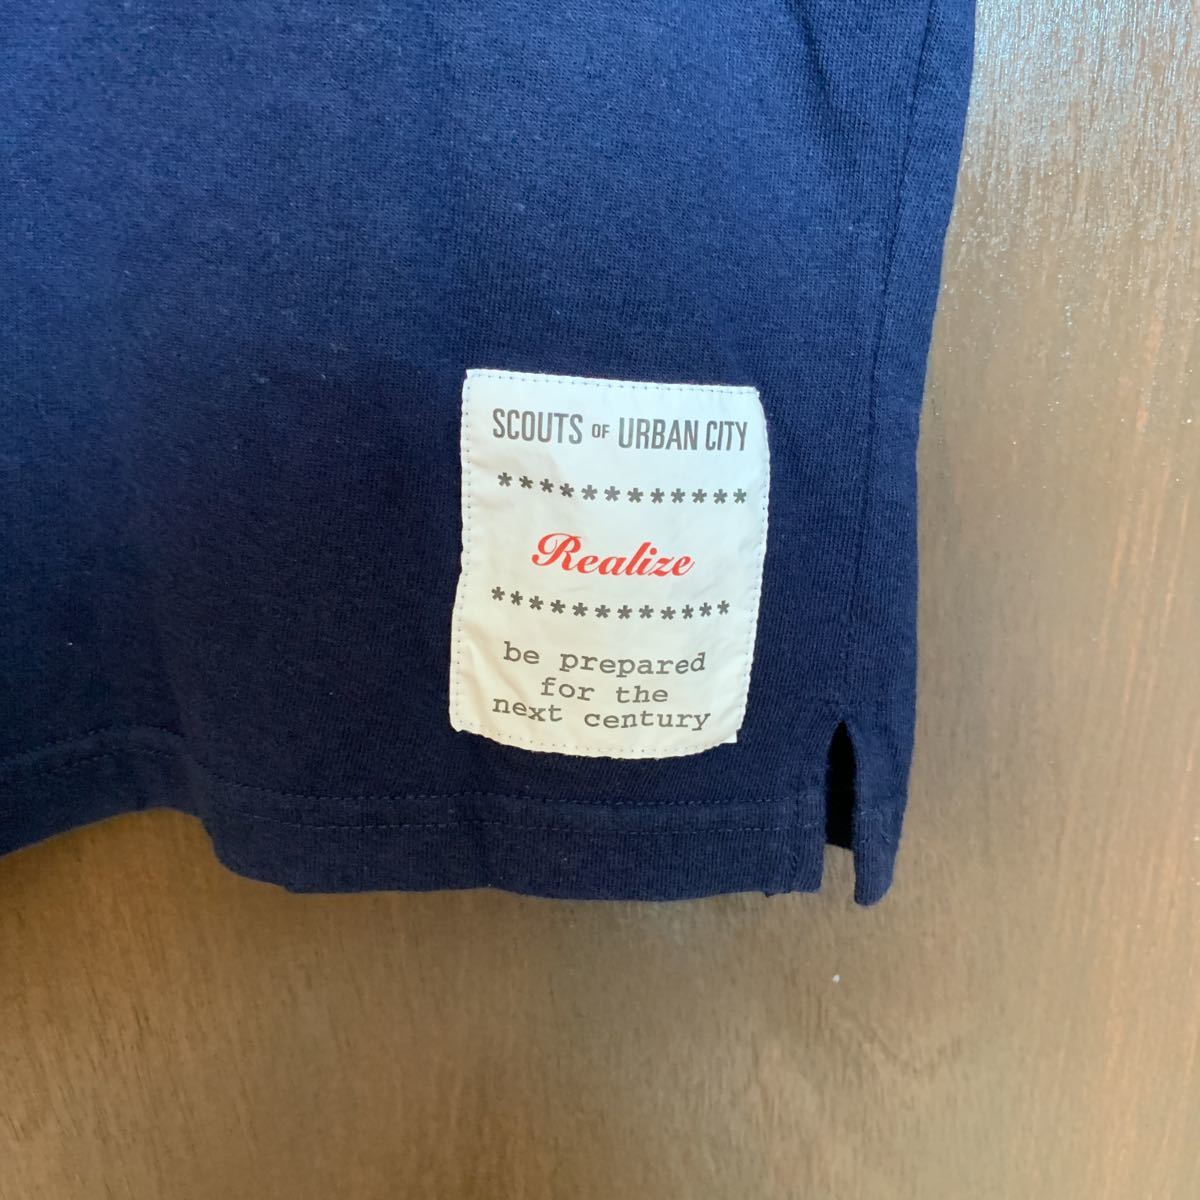 SCOUTS OF URBAN CITY
************
Realize
************
be prepared
for the
next century